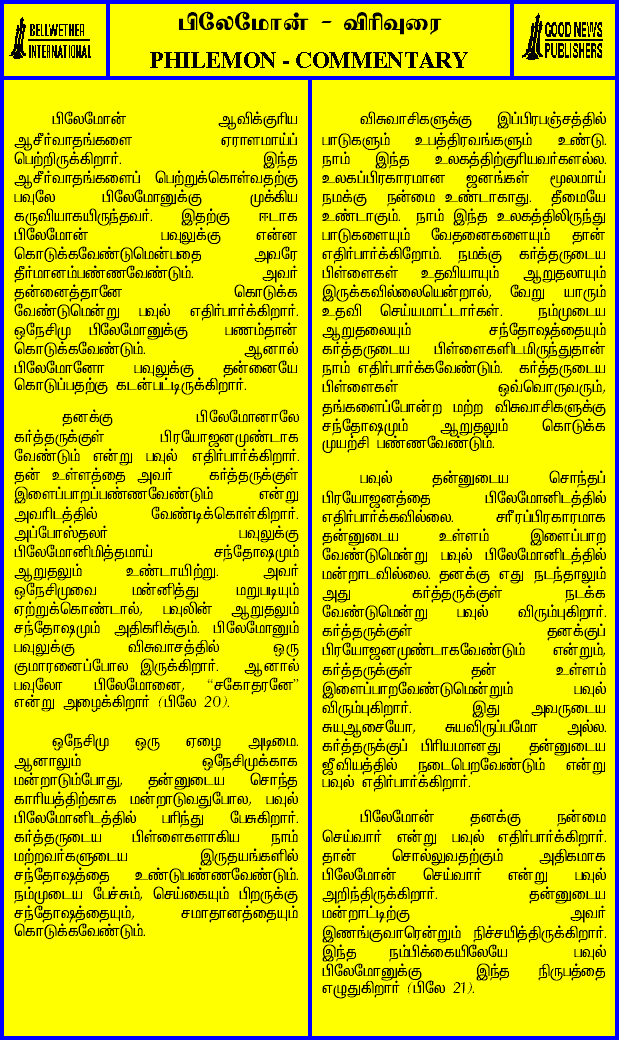 BELLWETHER
INTERNATIONAL
பிலேமோன் - விரிவுரை
PHILEMON - COMMENTARY
GOOD NEWS
PUBLISHERS
பிலேமோன் ஆவிக்குரிய
ஆசீர்வாதங்களை ஏராளமாய்ப்
பெற்றிருக்கிறார். இந்த
ஆசீர்வாதங்களைப் பெற்றுக்கொள்வதற்கு
பவுலே பிலேமோனுக்கு முக்கிய
கருவியாகயிருந்தவர். இதற்கு ஈடாக
பிலேமோன் பவுலுக்கு என்ன
கொடுக்கவேண்டுமென்பதை அவரே
தீர்மானம்பண்ணவேண்டும். அவர்
தன்னைத்தானே கொடுக்க
வேண்டுமென்று பவுல் எதிர்பார்க்கிறார்.
ஒநேசிமு பிலேமோனுக்கு பணம்தான்
கொடுக்கவேண்டும். ஆனால்
பிலேமோனோ பவுலுக்கு தன்னையே
கொடுப்பதற்கு கடன்பட்டிருக்கிறார்.
தனக்கு பிலேமோனாலே
கர்த்தருக்குள் பிரயோஜனமுண்டாக
வேண்டும் என்று பவுல் எதிர்பார்க்கிறார்.
தன் உள்ளத்தை அவர் கர்த்தருக்குள்
இளைப்பாறப்பண்ணவேண்டும் என்று
அவரிடத்தில் வேண்டிக்கொள்கிறார்.
அப்போஸ்தலர் பவுலுக்கு
பிலேமோனிமித்தமாய் சந்தோஷமும்
ஆறுதலும் உண்டாயிற்று. அவர்
ஒநேசிமுவை மன்னித்து மறுபடியும்
ஏற்றுக்கொண்டால், பவுலின் ஆறுதலும்
சந்தோஷமும் அதிகரிக்கும். பிலேமோனும்
பவுலுக்கு விசுவாசத்தில் ஒரு
குமாரனைப்போல இருக்கிறார். ஆனால்
பவுலோ பிலேமோனை, “சகோதரனே”
என்று அழைக்கிறார் (பிலே 20).
ஒநேசிமு ஒரு ஏழை அடிமை.
ஆனாலும் ஒநேசிமுக்காக
மன்றாடும்போது, தன்னுடைய சொந்த
காரியத்திற்காக மன்றாடுவதுபோல, பவுல்
பிலேமோனிடத்தில் பரிந்து பேசுகிறார்.
கர்த்தருடைய பிள்ளைகளாகிய நாம்
மற்றவர்களுடைய இருதயங்களில்
சந்தோஷத்தை உண்டுபண்ணவேண்டும்.
நம்முடைய பேச்சும், செய்கையும் பிறருக்கு
சந்தோஷத்தையும், சமாதானத்தையும்
கொடுக்கவேண்டும்.
விசுவாசிகளுக்கு இப்பிரபஞ்சத்தில்
பாடுகளும் உபத்திரவங்களும் உண்டு.
நாம் இந்த உலகத்திற்குரியவர்களல்ல.
உலகப்பிரகாரமான ஜனங்கள் மூலமாய்
நமக்கு நன்மை உண்டாகாது. தீமையே
உண்டாகும். நாம் இந்த உலகத்திலிருந்து
பாடுகளையும் வேதனைகளையும் தான்
எதிர்பார்க்கிறோம். நமக்கு கர்த்தருடைய
பிள்ளைகள் உதவியாயும் ஆறுதலாயும்
இருக்கவில்லையென்றால், வேறு யாரும்
உதவி செய்யமாட்டார்கள். நம்முடைய
ஆறுதலையும் சந்தோஷத்தையும்
கர்த்தருடைய பிள்ளைகளிடமிருந்துதான்
நாம் எதிர்பார்க்கவேண்டும். கர்த்தருடைய
பிள்ளைகள் ஒவ்வொருவரும்,
தங்களைப்போன்ற மற்ற விசுவாசிகளுக்கு
சந்தோஷமும் ஆறுதலும் கொடுக்க
முயற்சி பண்ணவேண்டும்.
பவுல் தன்னுடைய சொந்தப்
பிரயோஜனத்தை பிலேமோனிடத்தில்
எதிர்பார்க்கவில்லை. சரீரப்பிரகாரமாக
தன்னுடைய உள்ளம் இளைப்பாற
வேண்டுமென்று பவுல் பிலேமோனிடத்தில்
மன்றாடவில்லை. தனக்கு எது நடந்தாலும்
அது கர்த்தருக்குள் நடக்க
வேண்டுமென்று பவுல் விரும்புகிறார்.
கர்த்தருக்குள் தனக்குப்
பிரயோஜனமுண்டாகவேண்டும் என்றும்,
கர்த்தருக்குள் தன் உள்ளம்
இளைப்பாறவேண்டுமென்றும் பவுல்
விரும்புகிறார். இது அவருடைய
சுயஆசையோ, சுயவிருப்பமோ அல்ல.
கர்த்தருக்குப் பிரியமானது தன்னுடைய
ஜீவியத்தில் நடைபெறவேண்டும் என்று
பவுல் எதிர்பார்க்கிறார்.
பிலேமோன் தனக்கு நன்மை
செய்வார் என்று பவுல் எதிர்பார்க்கிறார்.
தான் சொல்லுவதற்கும் அதிகமாக
பிலேமோன் செய்வார் என்று பவுல்
அறிந்திருக்கிறார். தன்னுடைய
மன்றாட்டிற்கு அவர்
இணங்குவாரென்றும் நிச்சயித்திருக்கிறார்.
இந்த நம்பிக்கையிலேயே பவுல்
பிலேமோனுக்கு இந்த நிருபத்தை
எழுதுகிறார் (பிலே 21).